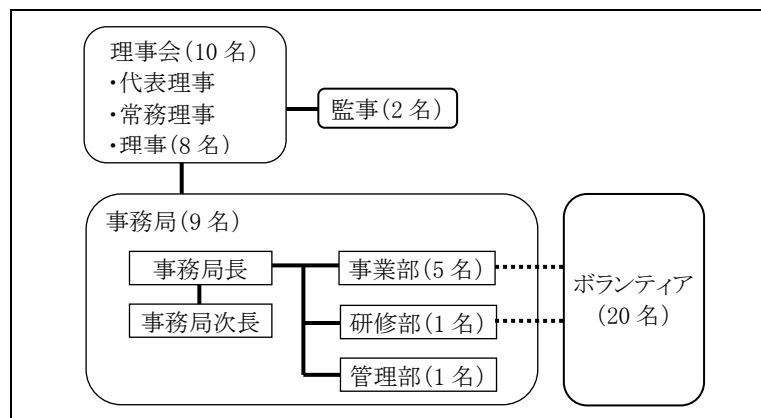 理事会(10 名)
・代表理事
・常務理事
・理事(8 名)
監事(2 名)
事務局(9 名)
事務局長
事務局次長
事業部(5 名)
研修部(1 名)
管理部(1 名)
ボランティア
(20 名)